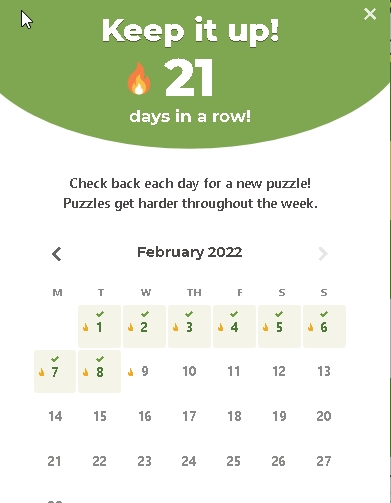 Keep it up!
21
days in a row!
Check back each day for a new puzzle!
Puzzles get harder throughout the week.
February 2022
M T W TH F S S
1 2 3 4 5 6
7 8 9 10 11 12 13
14 15 16 17 18 19 20
21 22 23 24 25 26 27